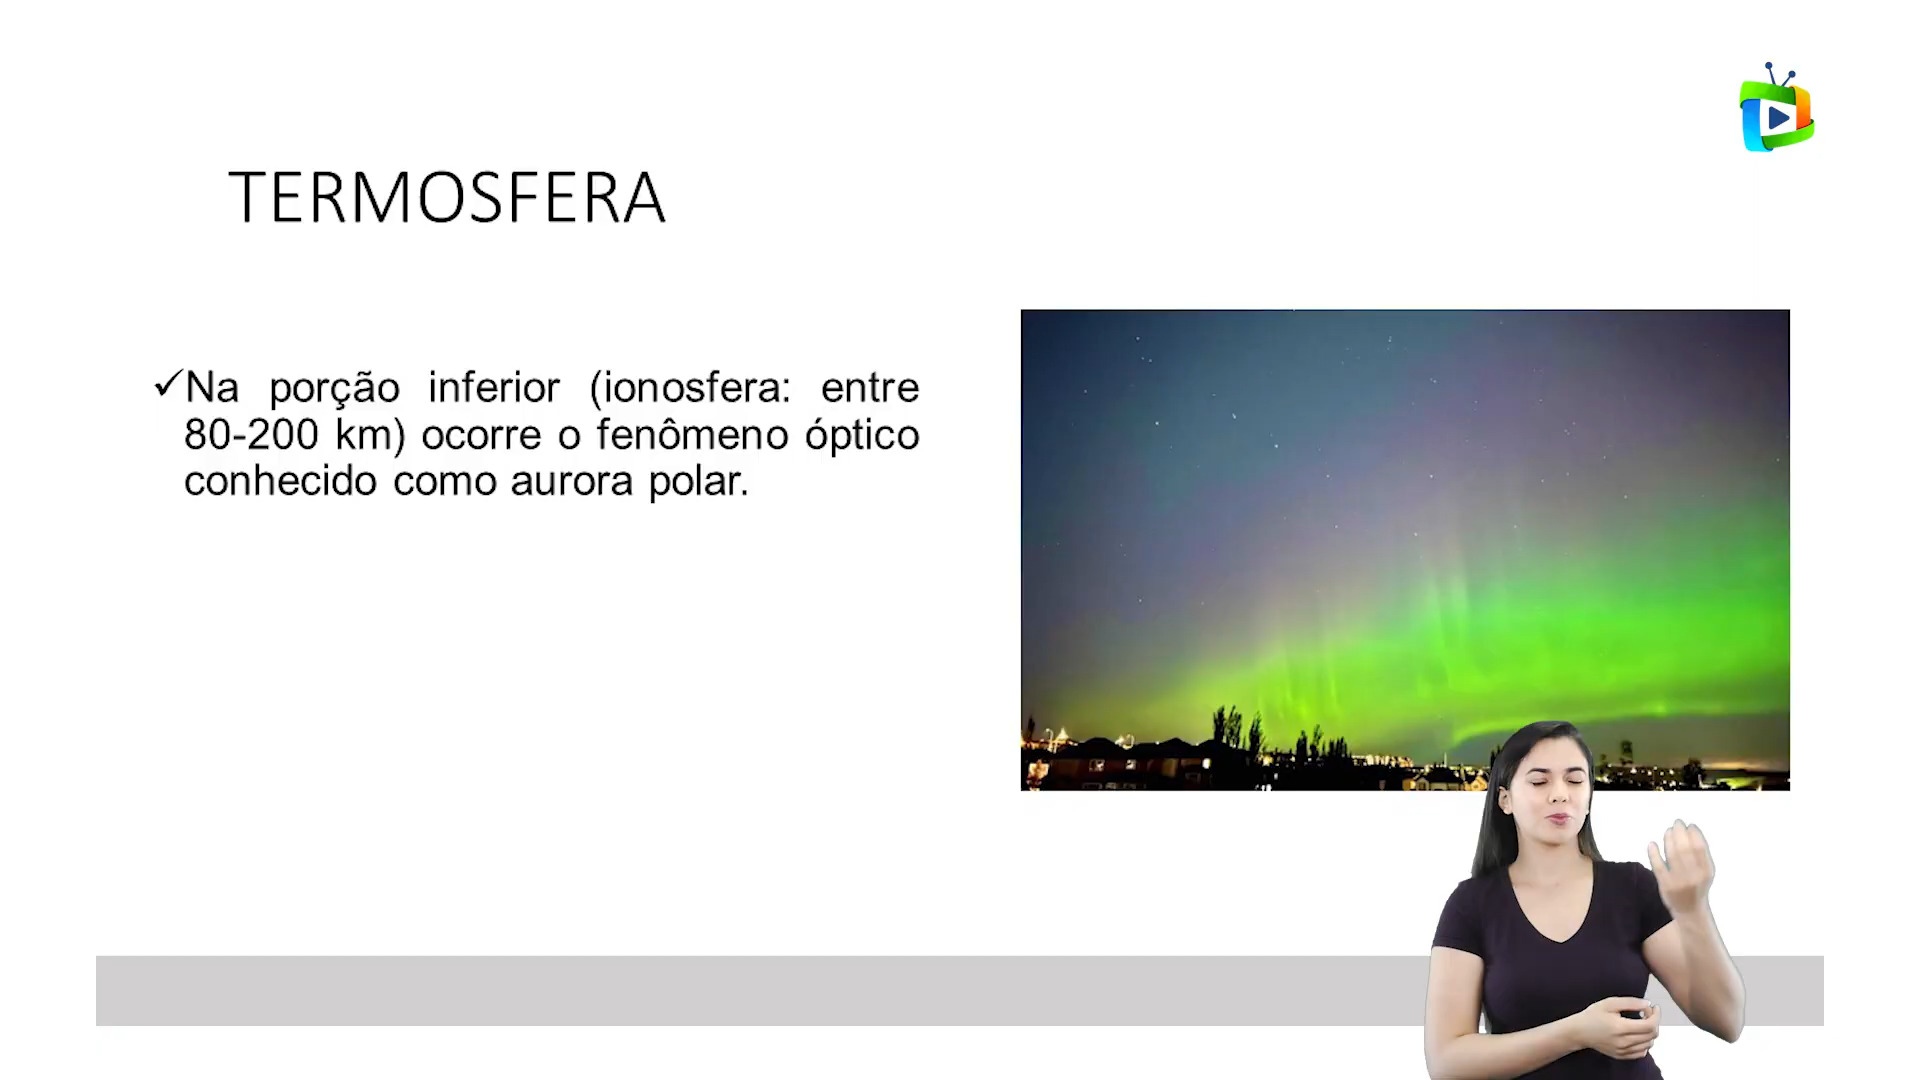 TERMOSFERA
✓Na porção inferior (ionosfera: entre
80-200 km) ocorre o fenômeno óptico
conhecido como aurora polar.